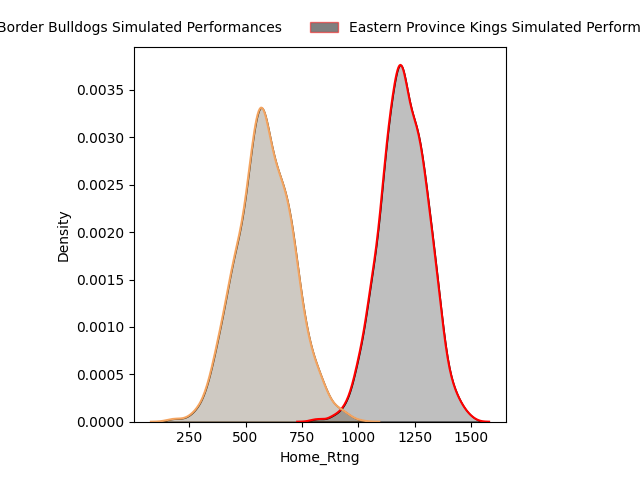 Border Bulldogs Simulated Performances
Eastern Province Kings Simulated Perform
0.0035
0.0030
0.0025
0.0020
0.0015
0.0010
0.0005
0.0000
Density
250 500 750 1000 1250 1500
Home_Rtng